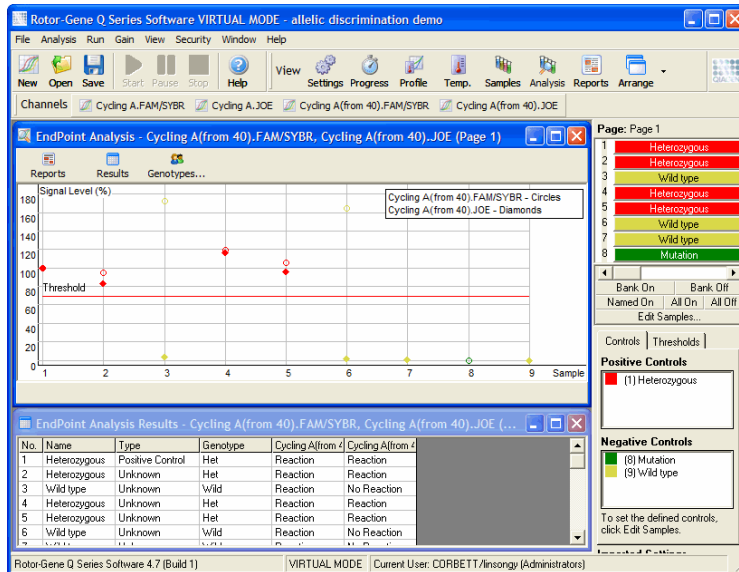 Rotor-Gene Q Series Software VIRTUAL MODE - allelic discrimination demo
File Analysis Run Gain View Security Window Help
New Open Save Start Pause Stop Help View Settings Progress Profile Temp. Samples Analysis Reports Arrange
Channels Cycling A.FAM/SYBR Cycling A.JOE Cycling A(from 40).FAM/SYBR Cycling A(from 40).JOE
EndPoint Analysis - Cycling A(from 40).FAM/SYBR, Cycling A(from 40).JOE (Page 1)
Reports Results Genotypes...
Signal Level (%)
Cycling A(from 40).FAM/SYBR - Circles
Cycling A(from 40).JOE - Diamonds
180
160
140
120
100
Threshold
80
60
40
20
0
1 2 3 4 5 6 7 8 9 Sample
EndPoint Analysis Results - Cycling A(from 40).FAM/SYBR, Cycling A(from 40).JOE (...
No. Name Type Genotype Cycling A(from 4 Cycling A(from 4
1 Heterozygous Positive Control Het Reaction Reaction
2 Heterozygous Unknown Het Reaction Reaction
3 Wild type Unknown Wild Reaction No Reaction
4 Heterozygous Unknown Het Reaction Reaction
5 Heterozygous Unknown Het Reaction Reaction
6 Wild type Unknown Wild Reaction No Reaction
Page: Page 1
1 Heterozygous
2 Heterozygous
3 Wild type
4 Heterozygous
5 Heterozygous
6 Wild type
7 Wild type
8 Mutation
Bank On Bank Off
Named On All On All Off
Edit Samples...
Controls Thresholds
Positive Controls
(1) Heterozygous
Negative Controls
(8) Mutation
(9) Wild type
To set the defined controls,
click Edit Samples.
Imported Settings
Rotor-Gene Q Series Software 4.7 (Build 1) VIRTUAL MODE Current User: CORBETT/linsongy (Administrators)